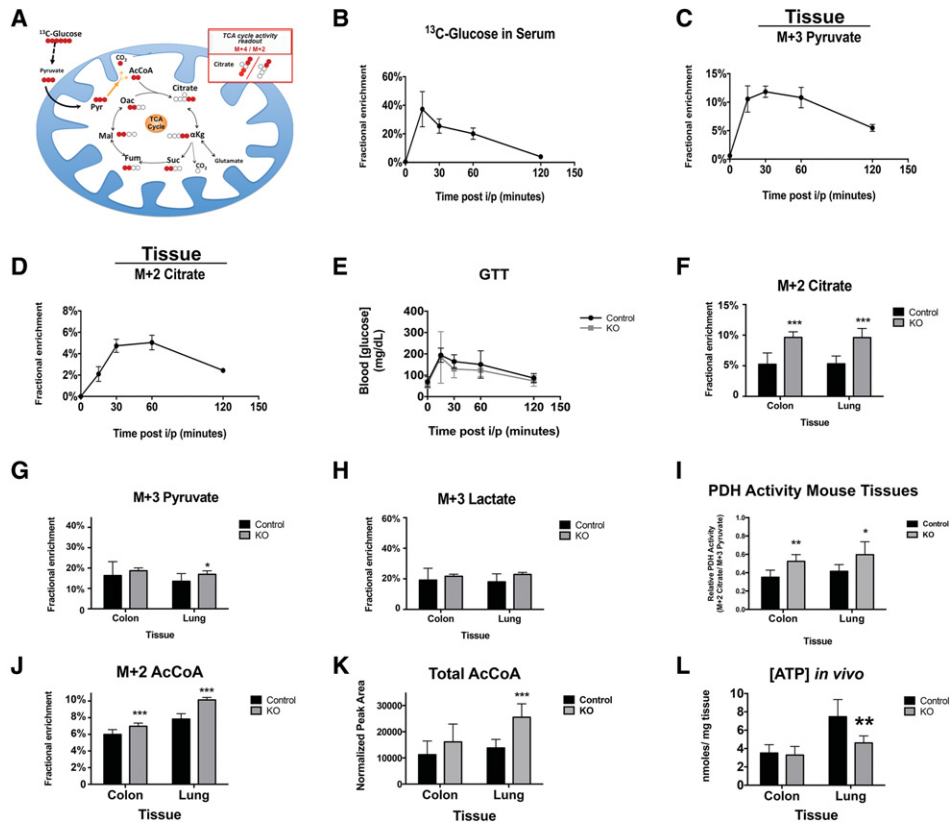 A
¹³C-Glucose
Pyruvate
Pyr
CO₂
AcCoA
Citrate
Oac
TCA
Cycle
Mal
αKg
Fum
Suc
CO₂
Glutamate
TCA cycle activity
readout
M+4 / M+2
Citrate
B
¹³C-Glucose in Serum
Fractional enrichment
60%
40%
20%
0%
0 30 60 90 120 150
Time post i/p (minutes)
C
Tissue
M+3 Pyruvate
Fractional enrichment
15%
10%
5%
0%
0 30 60 90 120 150
Time post i/p (minutes)
D
Tissue
M+2 Citrate
Fractional enrichment
8%
6%
4%
2%
0%
0 30 60 90 120 150
Time post i/p (minutes)
E
GTT
Blood [glucose]
mg/dL)
400
300
200
100
0
0 30 60 90 120 150
Time post i/p (minutes)
Control
KO
F
M+2 Citrate
Fractional enrichment
15%
10%
5%
0%
*** ***
Colon Lung
Tissue
Control
KO
G
M+3 Pyruvate
Fractional enrichment
40%
30%
20%
10%
0%
*
Colon Lung
Tissue
Control
KO
H
M+3 Lactate
Fractional enrichment
60%
40%
20%
0%
Colon Lung
Tissue
Control
KO
I
PDH Activity Mouse Tissues
Relative PDH Activity
(M+2 Citrate/ M+3 Pyruvate)
1.0
0.8
0.6
0.4
0.2
0.0
** *
Colon Lung
Tissue
Control
KO
J
M+2 AcCoA
Fractional enrichment
10%
8%
6%
4%
2%
0%
*** ***
Colon Lung
Tissue
Control
KO
K
Total AcCoA
Normalized Peak Area
30000
20000
10000
0
***
Colon Lung
Tissue
Control
KO
L
[ATP] in vivo
nmoles/ mg tissue
10
8
6
4
2
0
**
Colon Lung
Tissue
Control
KO